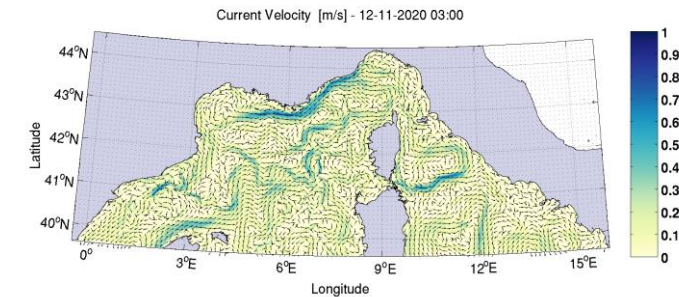 Current Velocity [m/s] - 12-11-2020 03:00
44°N
43°N
42°N
41°N
40°N
Latitude
0°
3°E
6°E
9°E
12°E
15°E
Longitude
1
0.9
0.8
0.7
0.6
0.5
0.4
0.3
0.2
0.1
0